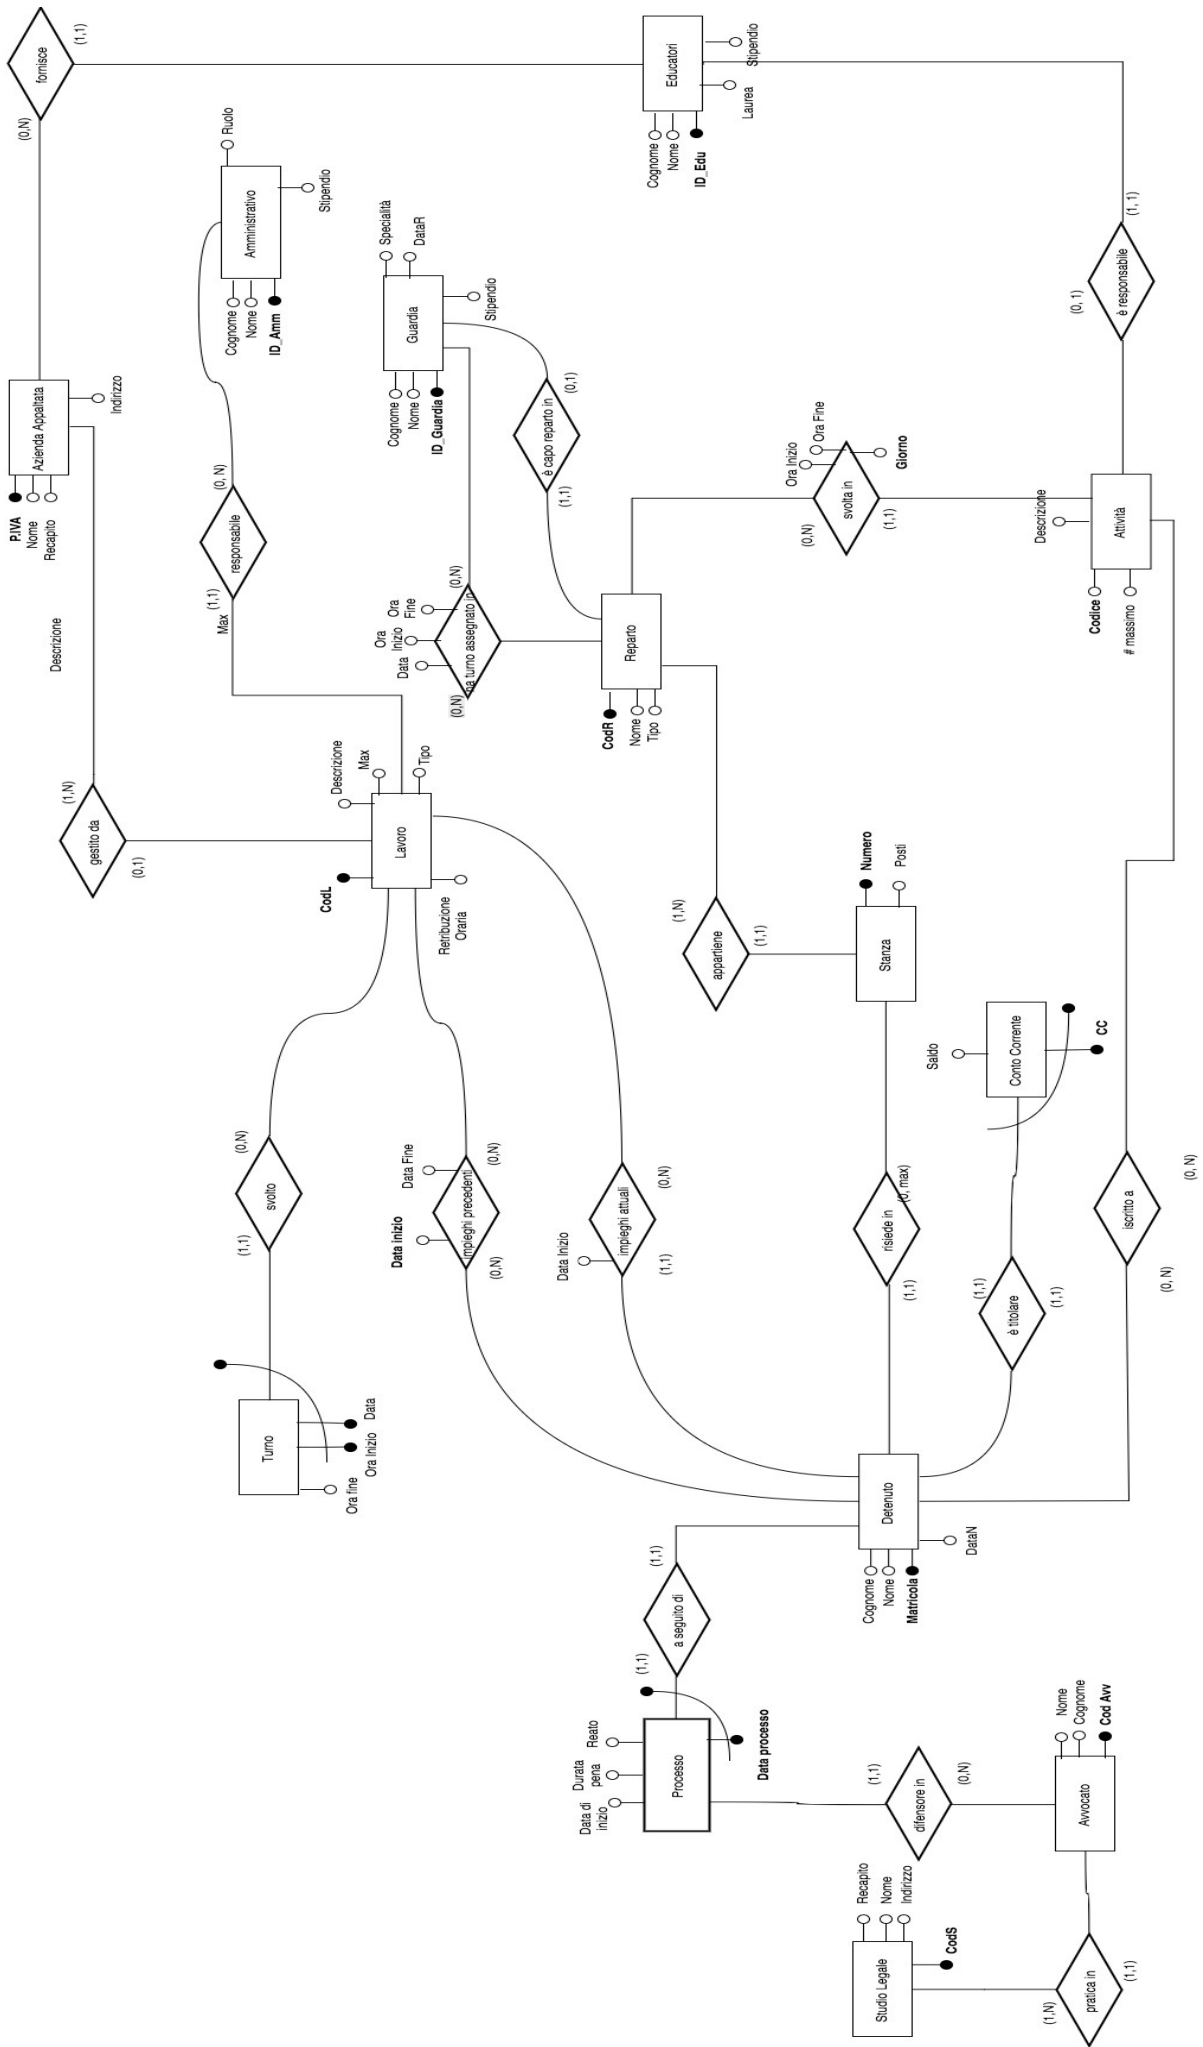 fornisce
(1,1)
(0,N)
Educatori
Cognome
Nome
ID_Edu
Laurea
Stipendio
Amministrativo
Ruolo
Stipendio
Cognome
Nome
ID_Amm
Guardia
Specialità
DataR
Stipendio
Cognome
Nome
ID_Guardia
è responsabile
(1, 1)
(0, 1)
Azienda Appaltata
Indirizzo
P.IVA
Nome
Recapito
è capo reparto in
(0,1)
(1,1)
svolta in
Ora Inizio
Ora Fine
Giorno
(0,N)
(1,1)
responsabile
(0, N)
(1,1)
Max
Descrizione
ha turno assegnato in
Data
Ora
Inizio
Ora
Fine
(0,N)
(0,N)
Reparto
CodR
Nome
Tipo
Attività
Descrizione
Codice
# massimo
gestito da
(1,N)
(0,1)
Lavoro
Descrizione
Max
Tipo
CodL
Retribuzione
Oraria
appartiene
(1,N)
(1,1)
Stanza
Numero
Posti
Conto Corrente
Saldo
CC
svolto
(0,N)
(1,1)
impieghi precedenti
Data inizio
Data Fine
(0,N)
(0,N)
impieghi attuali
Data Inizio
(0,N)
(1,1)
risiede in
(0, max)
(1,1)
è titolare
(1,1)
(1,1)
iscritto a
(0, N)
(0, N)
Turno
Ora fine
Ora Inizio
Data
Detenuto
Cognome
Nome
Matricola
DataN
a seguito di
(1,1)
(1,1)
Processo
Data di
inizio
Durata
pena
Reato
Data processo
difensore in
(1,1)
(0,N)
Avvocato
Nome
Cognome
Cod Avv
Studio Legale
Recapito
Nome
Indirizzo
CodS
pratica in
(1,N)
(1,1)